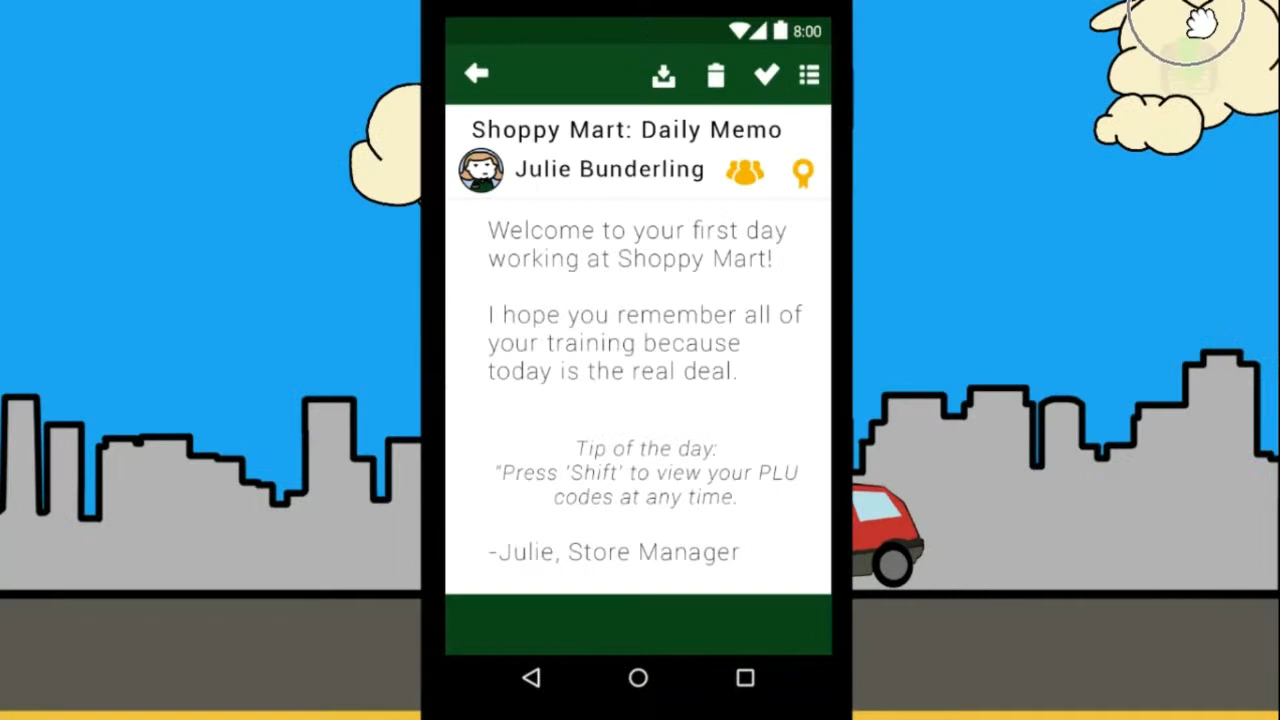 8:00
Shoppy Mart: Daily Memo
Julie Bunderling
Welcome to your first day
working at Shoppy Mart!
I hope you remember all of
your training because
today is the real deal.
Tip of the day:
"Press 'Shift' to view your PLU
codes at any time.
-Julie, Store Manager